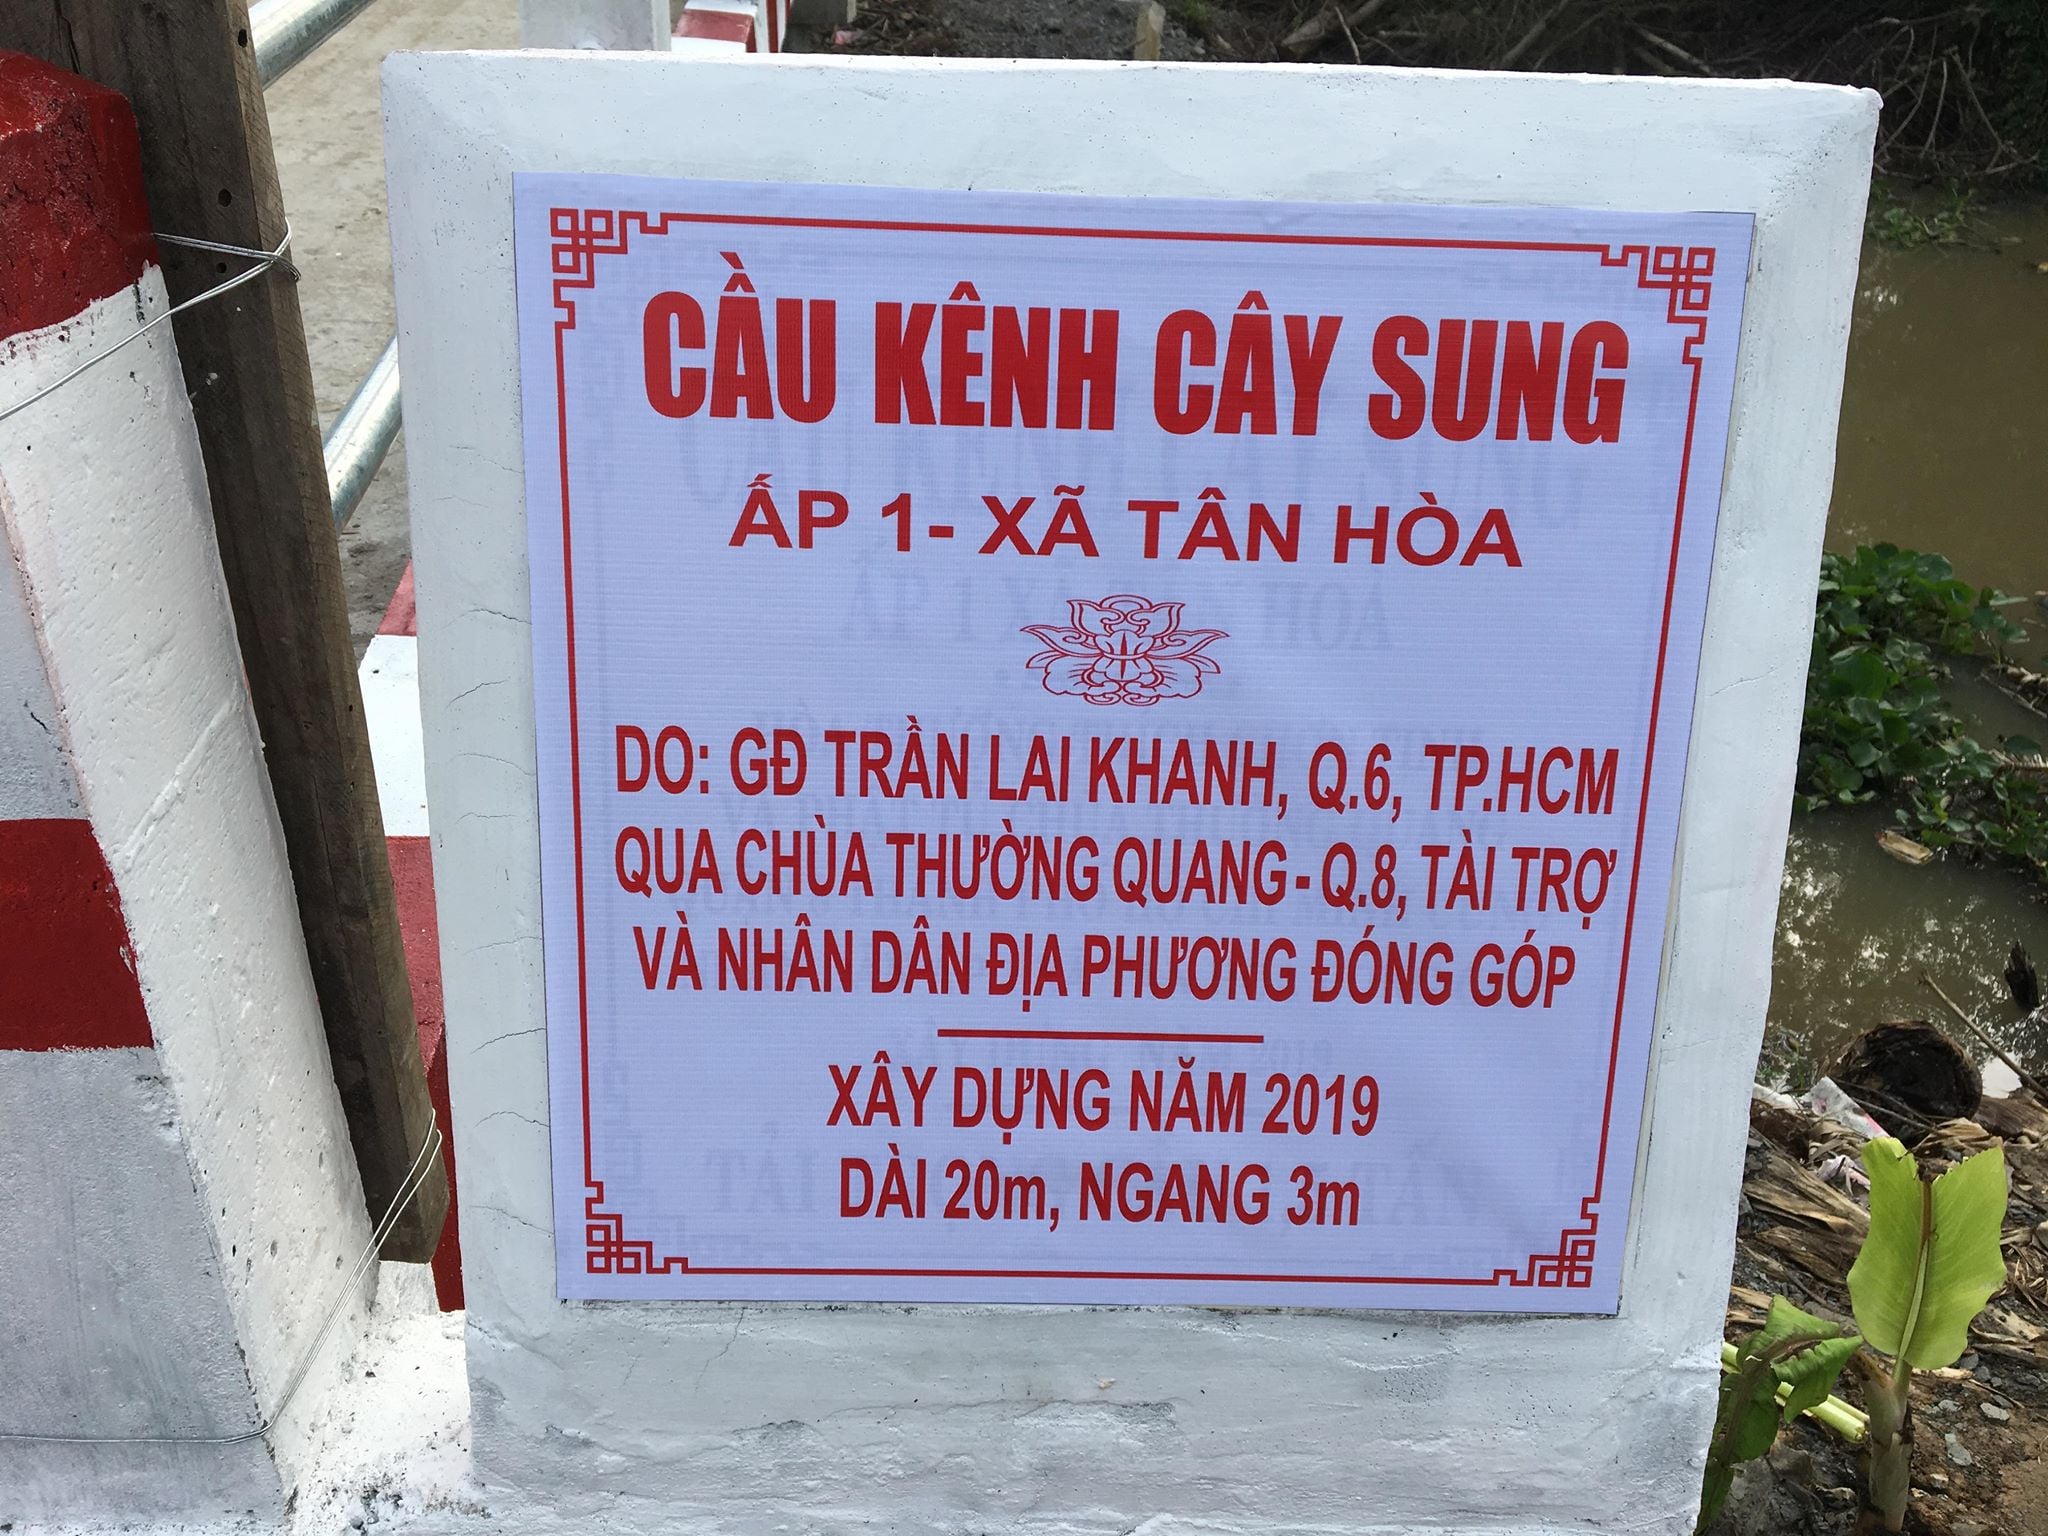 CẦU KÊNH CÂY SUNG
ẤP 1- XÃ TÂN HÒA
DO: GĐ TRẦN LAI KHANH, Q.6, TP.HCM
QUA CHÙA THƯỜNG QUANG - Q.8, TÀI TRỢ
VÀ NHÂN DÂN ĐỊA PHƯƠNG ĐÓNG GÓP
XÂY DỰNG NĂM 2019
DÀI 20m, NGANG 3m